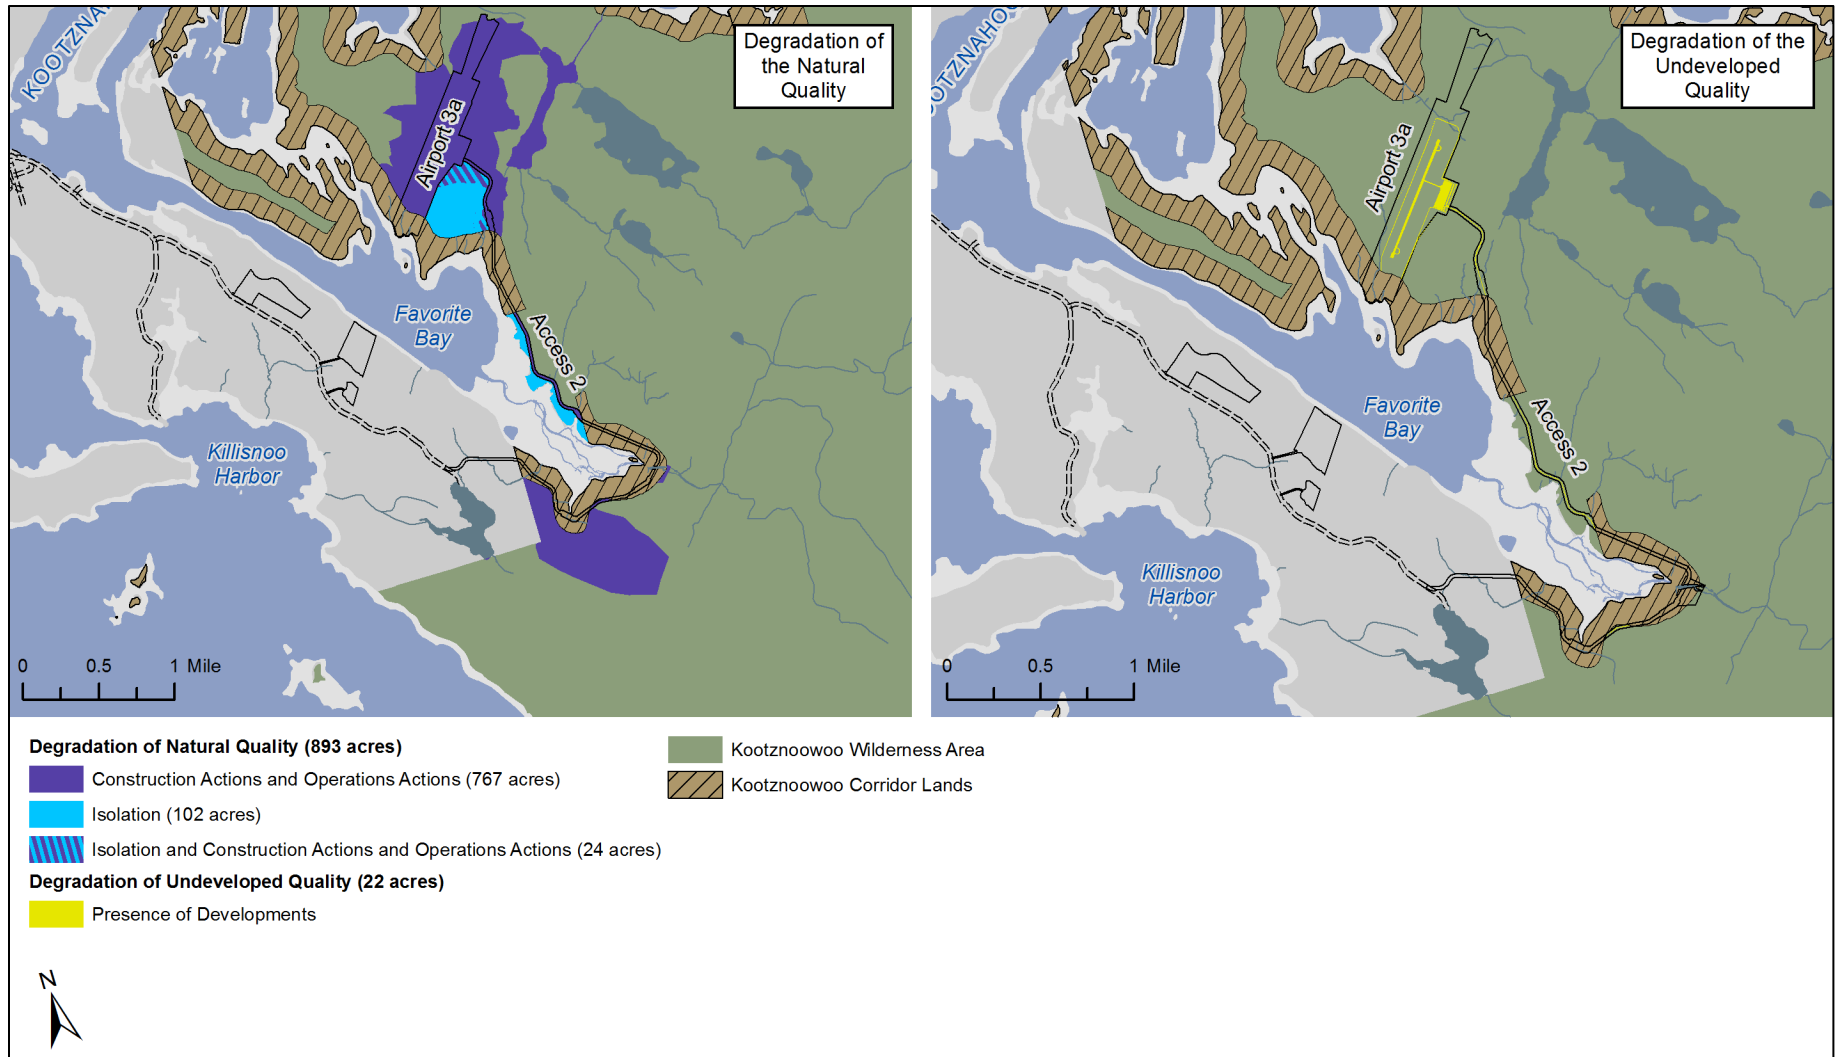 KOOTZNA
Degradation of
the Natural
Quality
Airport 3a
Access 2
Favorite
Bay
Killisnoo
Harbor
0 0.5 1 Mile
OOTZNAHOO
Degradation of the
Undeveloped
Quality
Airport 3a
Access 2
Favorite
Bay
Killisnoo
Harbor
0 0.5 1 Mile
Degradation of Natural Quality (893 acres)
Construction Actions and Operations Actions (767 acres)
Isolation (102 acres)
Isolation and Construction Actions and Operations Actions (24 acres)
Degradation of Undeveloped Quality (22 acres)
Presence of Developments
Kootznoowoo Wilderness Area
Kootznoowoo Corridor Lands
N